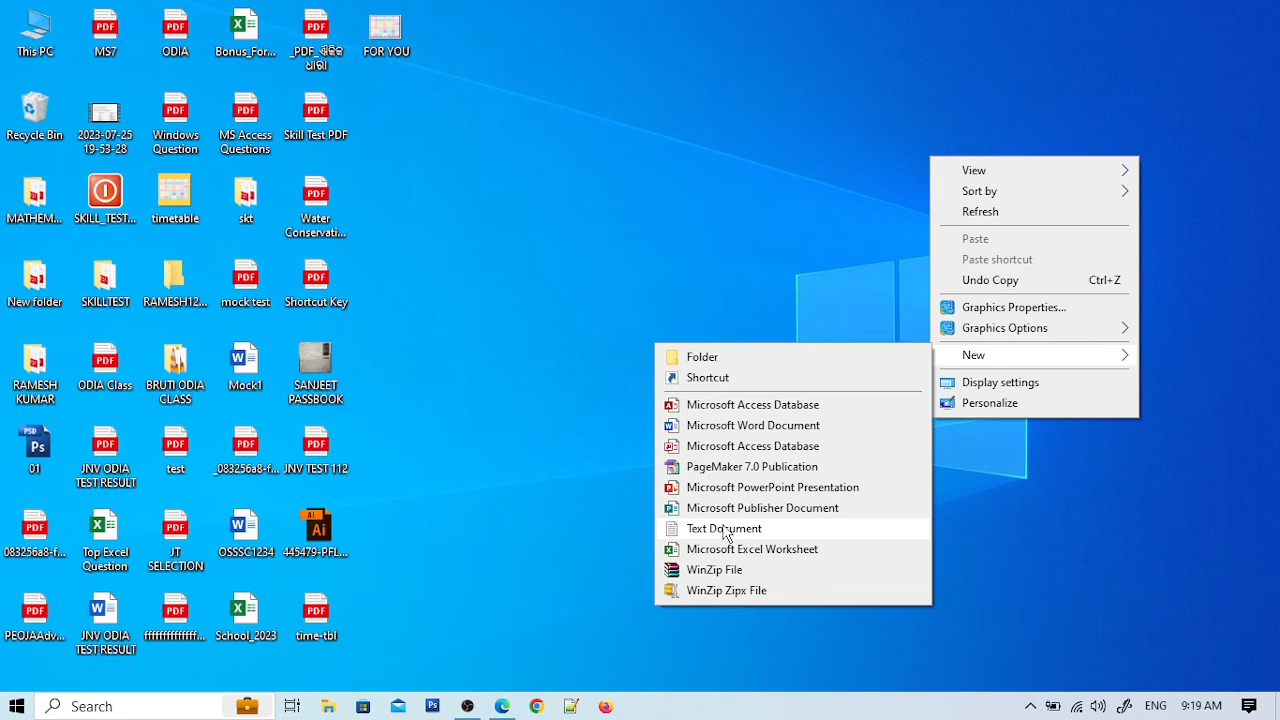 This PC
MS7
ODIA
Bonus_For...
_PDF_ଝିକିକ
ଧାରା
FOR YOU
Recycle Bin
2023-07-25
19-53-28
Windows
Question
MS Access
Questions
Skill Test PDF
MATHEM...
SKILL_TEST...
timetable
skt
Water
Conservati...
New folder
SKILLTEST
RAMESH12...
mock test
Shortcut Key
RAMESH
KUMAR
ODIA Class
BRUTI ODIA
CLASS
Mock1
SANJEET
PASSBOOK
01
JNV ODIA
TEST RESULT
test
_083256a8-f...
JNV TEST 112
083256a8-f...
Top Excel
Question
JT
SELECTION
OSSSC1234
445479-PFL...
PEOJAAdv...
JNV ODIA
TEST RESULT
ffffffffffffff...
School_2023
time-tbl
View
Sort by
Refresh
Paste
Paste shortcut
Undo Copy Ctrl+Z
Graphics Properties...
Graphics Options
New
Display settings
Personalize
Folder
Shortcut
Microsoft Access Database
Microsoft Word Document
Microsoft Access Database
PageMaker 7.0 Publication
Microsoft PowerPoint Presentation
Microsoft Publisher Document
Text Document
Microsoft Excel Worksheet
WinZip File
WinZip Zipx File
Search
ENG 9:19 AM